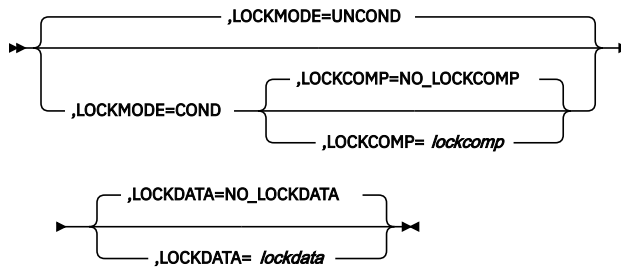 ,LOCKMODE=UNCOND
,LOCKMODE=COND
,LOCKCOMP=NO_LOCKCOMP
,LOCKCOMP= lockcomp
,LOCKDATA=NO_LOCKDATA
,LOCKDATA= lockdata